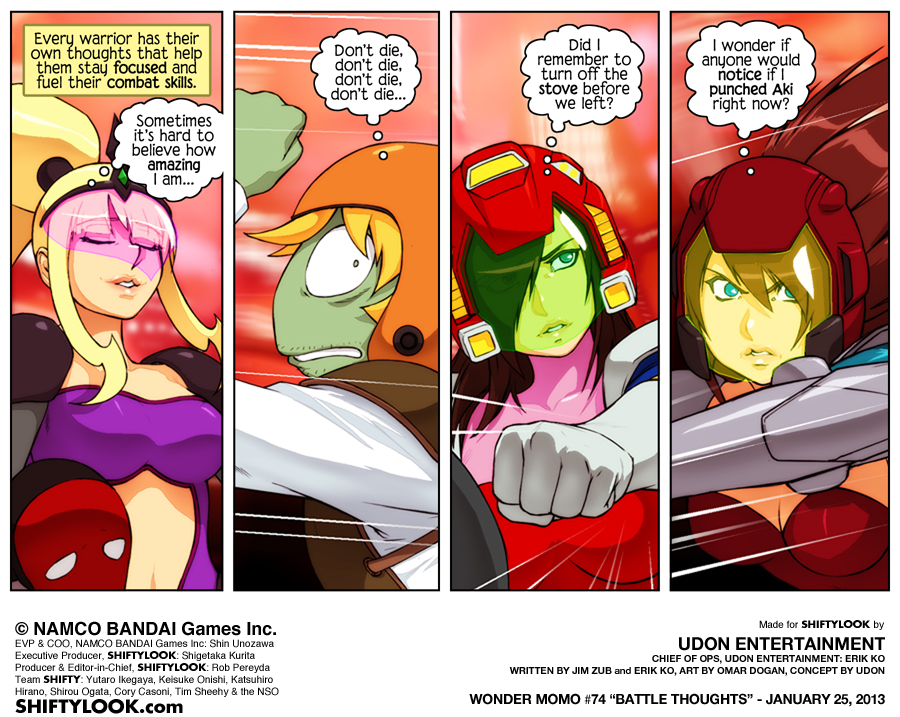 Every warrior has their
own thoughts that help
them stay focused and
fuel their combat skills.
Sometimes
it's hard to
believe how
amazing
I am...
Don't die,
don't die,
don't die,
don't die...
Did I
remember to
turn off the
stove before
we left?
I wonder if
anyone would
notice if I
punched Aki
right now?
© NAMCO BANDAI Games Inc.
EVP & COO, NAMCO BANDAI Games Inc: Shin Unozawa
Executive Producer, SHIFTYLOOK: Shigetaka Kurita
Producer & Editor-in-Chief, SHIFTYLOOK: Rob Pereyda
Team SHIFTY: Yutaro Ikegaya, Keisuke Onishi, Katsuhiro
Hirano, Shirou Ogata, Cory Casoni, Tim Sheehy & the NSO
SHIFTYLOOK.com
Made for SHIFTYLOOK by
UDON ENTERTAINMENT
CHIEF OF OPS, UDON ENTERTAINMENT: ERIK KO
WRITTEN BY JIM ZUB and ERIK KO, ART BY OMAR DOGAN, CONCEPT BY UDON
WONDER MOMO #74 “BATTLE THOUGHTS” - JANUARY 25, 2013